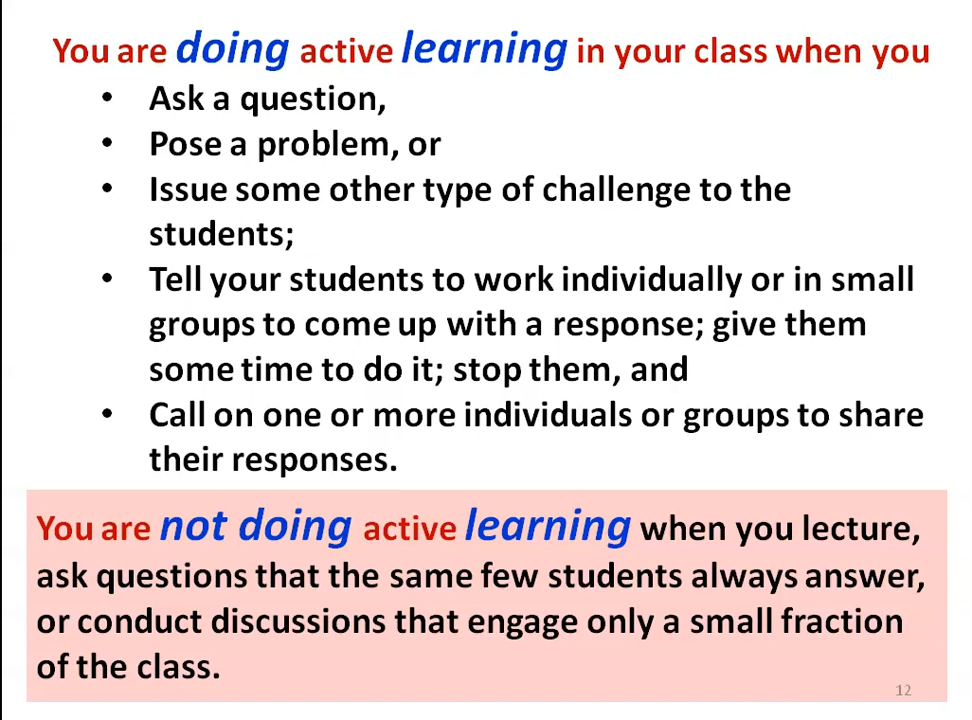 You are doing active learning in your class when you
• Ask a question,
• Pose a problem, or
• Issue some other type of challenge to the
students;
• Tell your students to work individually or in small
groups to come up with a response; give them
some time to do it; stop them, and
• Call on one or more individuals or groups to share
their responses.
You are not doing active learning when you lecture,
ask questions that the same few students always answer,
or conduct discussions that engage only a small fraction
of the class.
12